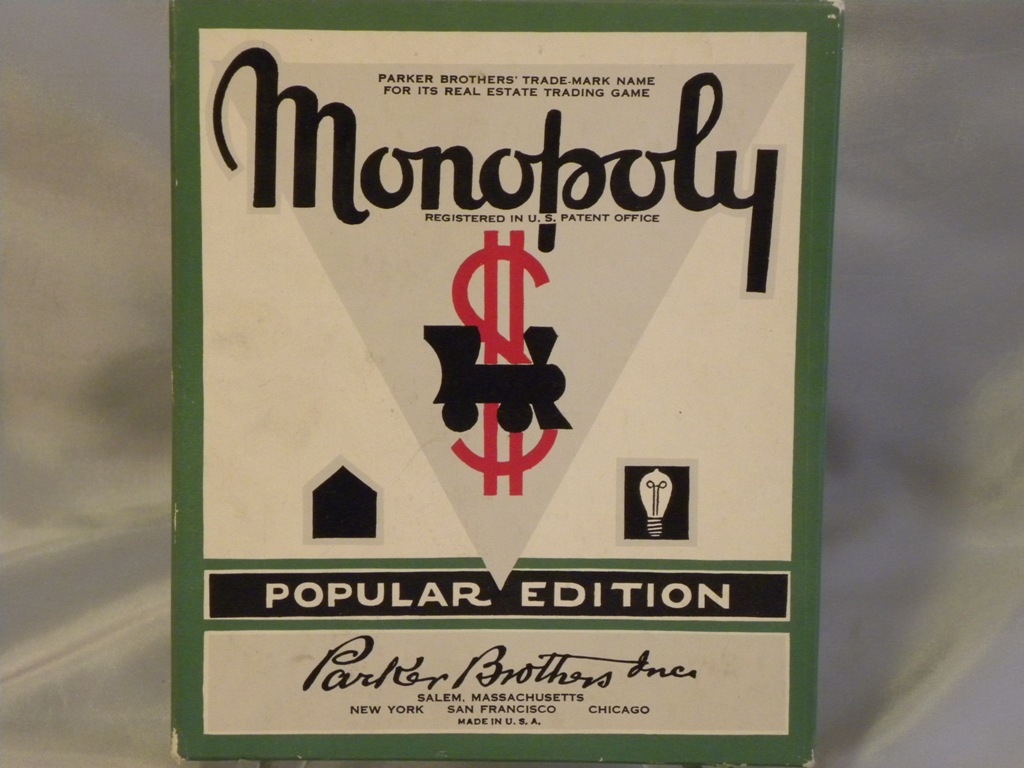 PARKER BROTHERS' TRADE-MARK NAME
FOR ITS REAL ESTATE TRADING GAME
Monopoly
REGISTERED IN U. S. PATENT OFFICE
$
POPULAR EDITION
Parker Brothers Inc.
SALEM, MASSACHUSETTS
NEW YORK SAN FRANCISCO CHICAGO
MADE IN U. S. A.